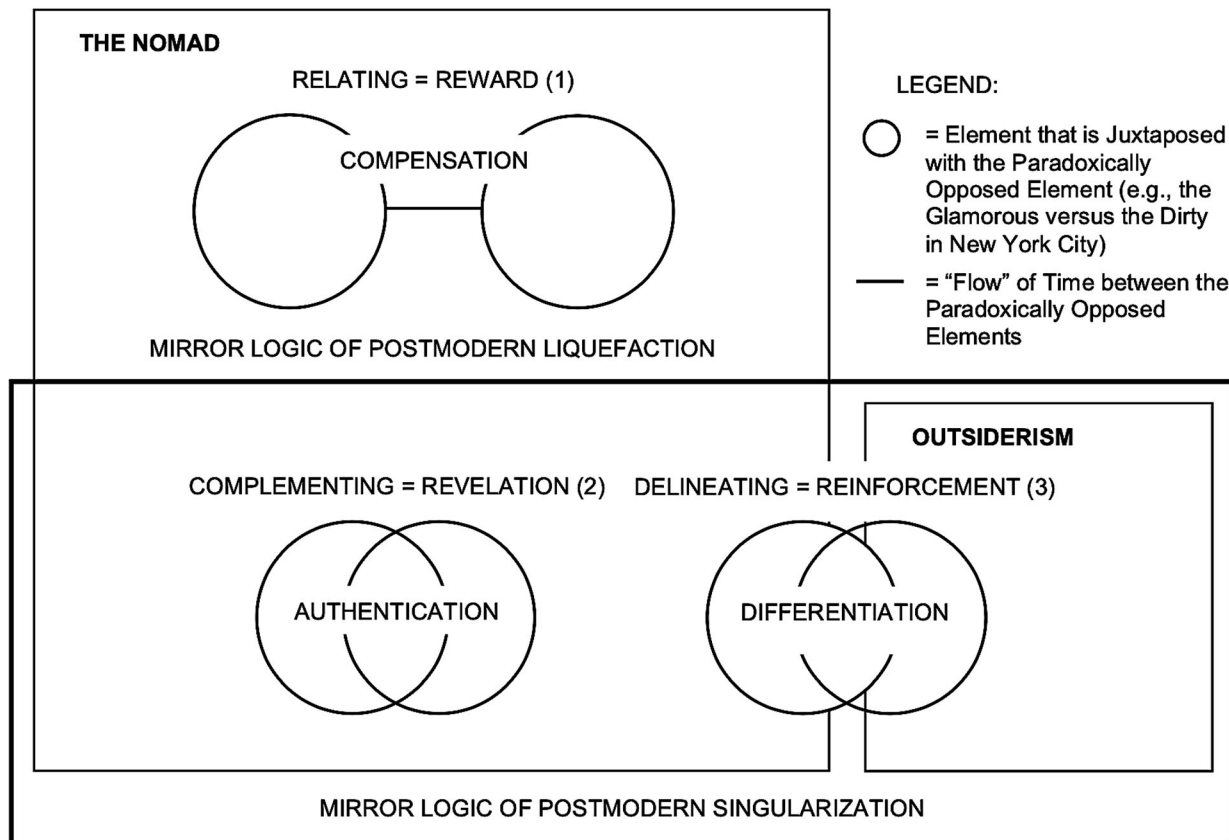 THE NOMAD
RELATING = REWARD (1)
COMPENSATION
MIRROR LOGIC OF POSTMODERN LIQUEFACTION
LEGEND:
= Element that is Juxtaposed
with the Paradoxically
Opposed Element (e.g., the
Glamorous versus the Dirty
in New York City)
= “Flow” of Time between the
Paradoxically Opposed
Elements
OUTSIDERISM
COMPLEMENTING = REVELATION (2)
DELINEATING = REINFORCEMENT (3)
AUTHENTICATION
DIFFERENTIATION
MIRROR LOGIC OF POSTMODERN SINGULARIZATION